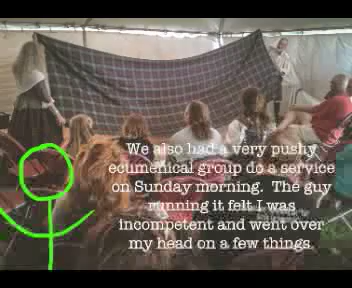 We also had a very pushy
ecumenical group do a service
on Sunday morning. The guy
running it felt I was
incompetent and went over
my head on a few things.